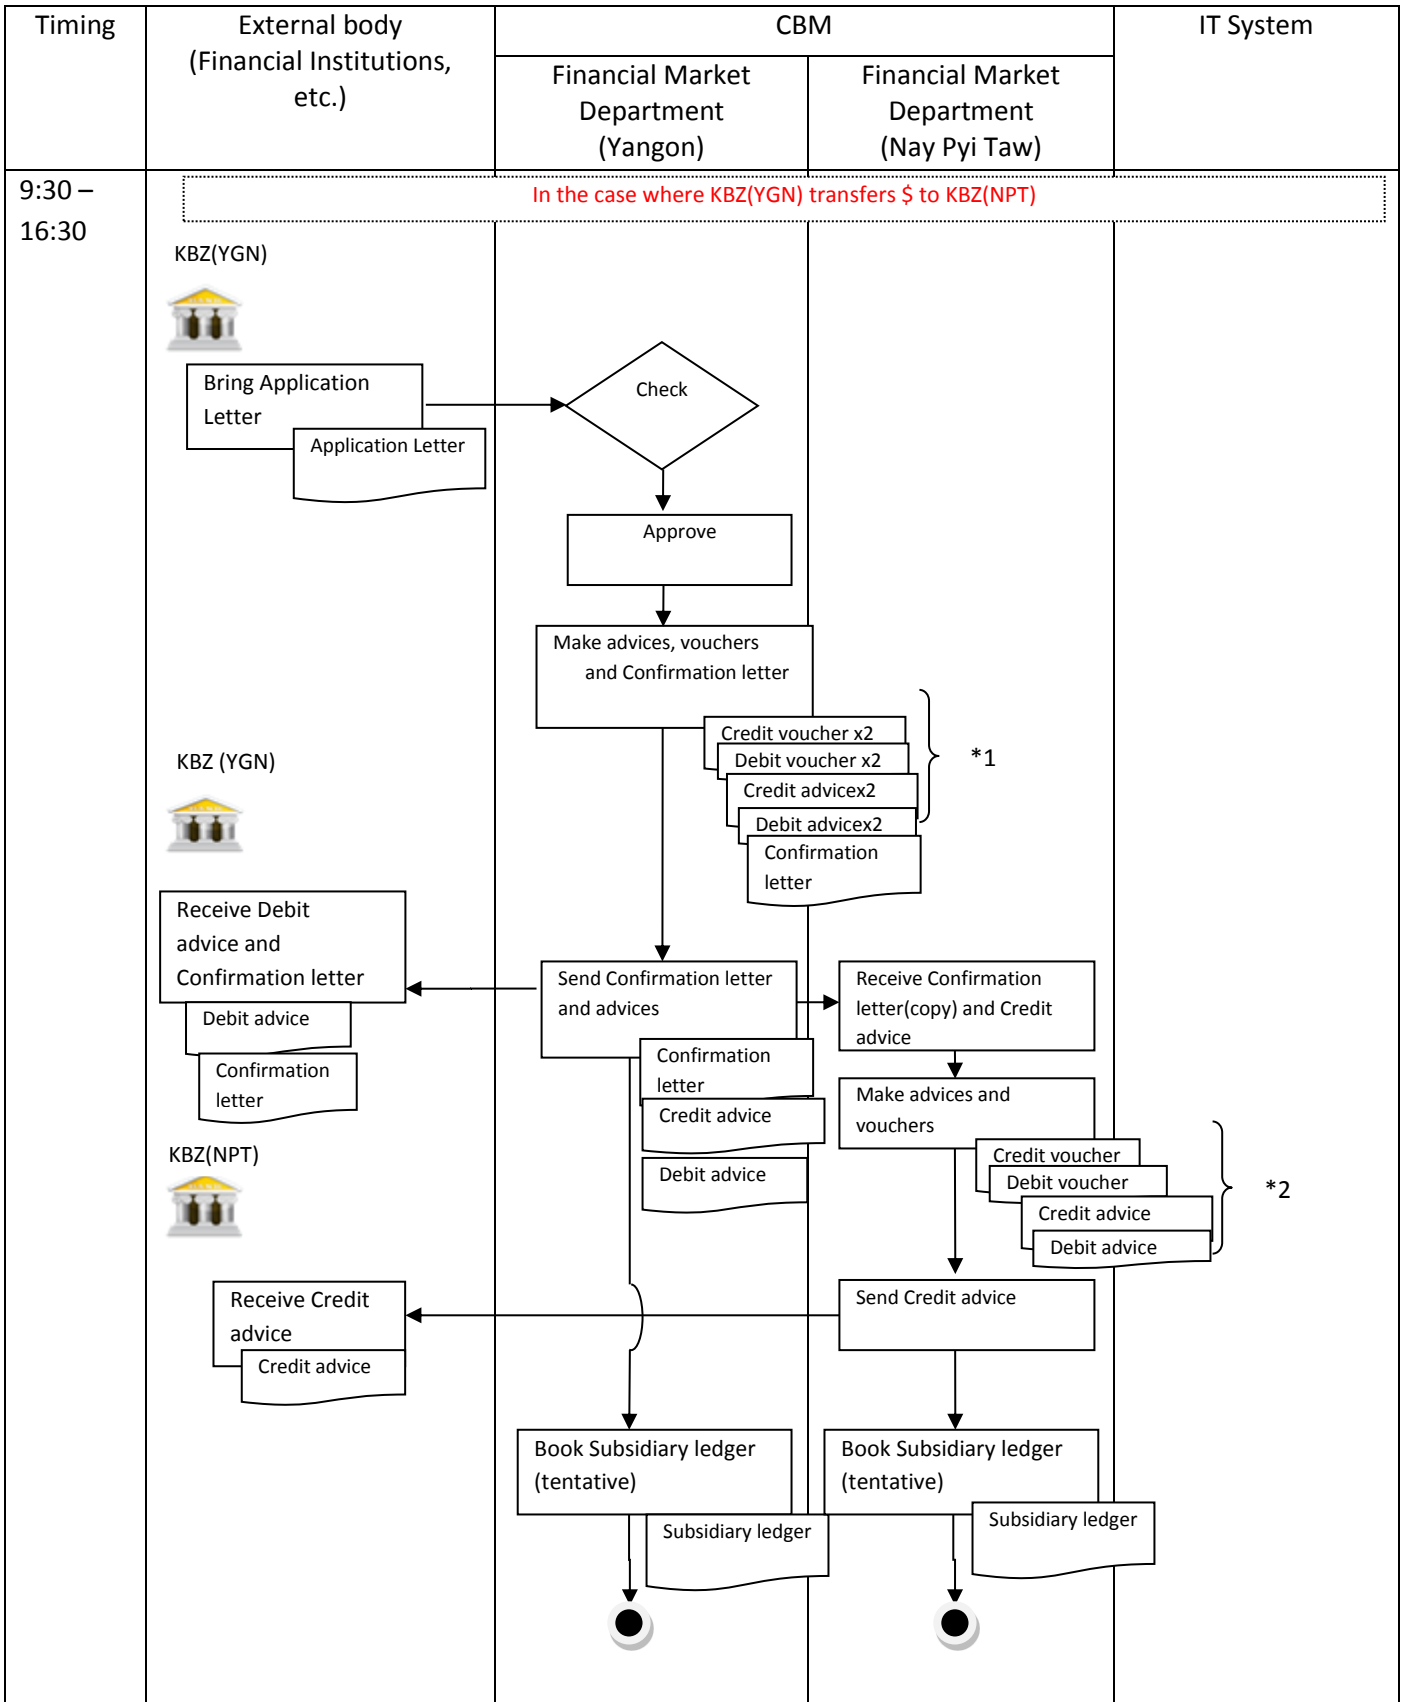 Timing
External body
(Financial Institutions,
etc.)
CBM
IT System
Financial Market
Department
(Yangon)
Financial Market
Department
(Nay Pyi Taw)
9:30 –
16:30
In the case where KBZ(YGN) transfers $ to KBZ(NPT)
KBZ(YGN)
Bring Application
Letter
Application Letter
Check
Approve
Make advices, vouchers
and Confirmation letter
Credit voucher x2
Debit voucher x2
Credit advicex2
Debit advicex2
Confirmation
letter
*1
KBZ (YGN)
Receive Debit
advice and
Confirmation letter
Debit advice
Confirmation
letter
Send Confirmation letter
and advices
Confirmation
letter
Credit advice
Debit advice
Receive Confirmation
letter(copy) and Credit
advice
Make advices and
vouchers
Credit voucher
Debit voucher
Credit advice
Debit advice
*2
KBZ(NPT)
Receive Credit
advice
Credit advice
Send Credit advice
Book Subsidiary ledger
(tentative)
Subsidiary ledger
Book Subsidiary ledger
(tentative)
Subsidiary ledger